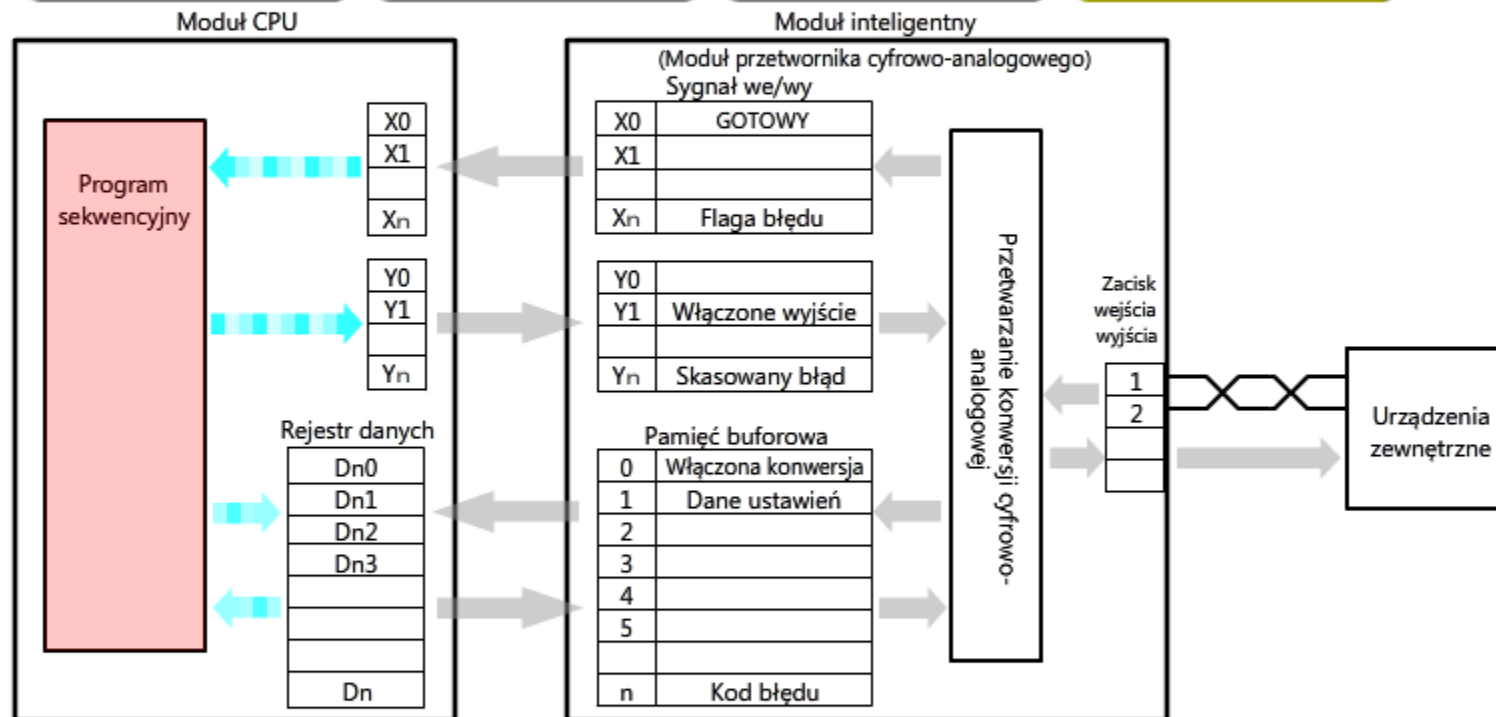 Moduł CPU
Moduł inteligentny
(Moduł przetwornika cyfrowo-analogowego)
Sygnał we/wy
Program
sekwencyjny
X0
X1
Xn
X0 GOTOWY
X1
Xn Flaga błędu
Y0
Y1
Yn
Y0
Y1 Włączone wyjście
Yn Skasowany błąd
Rejestr danych
Dn0
Dn1
Dn2
Dn3
Dn
Pamięć buforowa
0 Włączona konwersja
1 Dane ustawień
2
3
4
5
n Kod błędu
Przetwarzanie konwersji cyfrowo-
analogowej
Zacisk
wejścia
wyjścia
1
2
Urządzenia
zewnętrzne